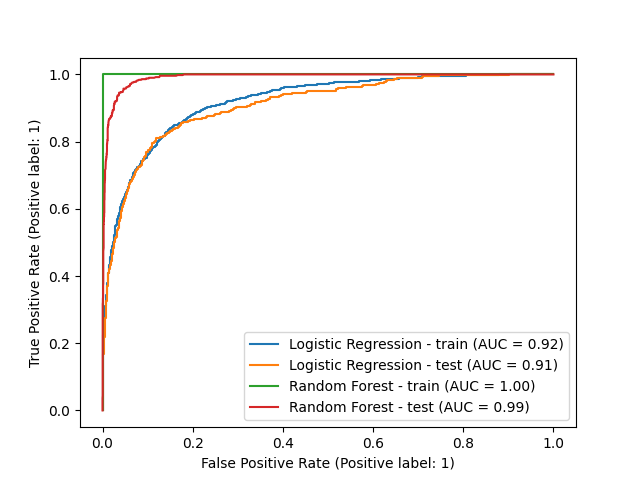 1.0
0.8
0.6
0.4
0.2
0.0
True Positive Rate (Positive label: 1)
Logistic Regression - train (AUC = 0.92)
Logistic Regression - test (AUC = 0.91)
Random Forest - train (AUC = 1.00)
Random Forest - test (AUC = 0.99)
0.0 0.2 0.4 0.6 0.8 1.0
False Positive Rate (Positive label: 1)